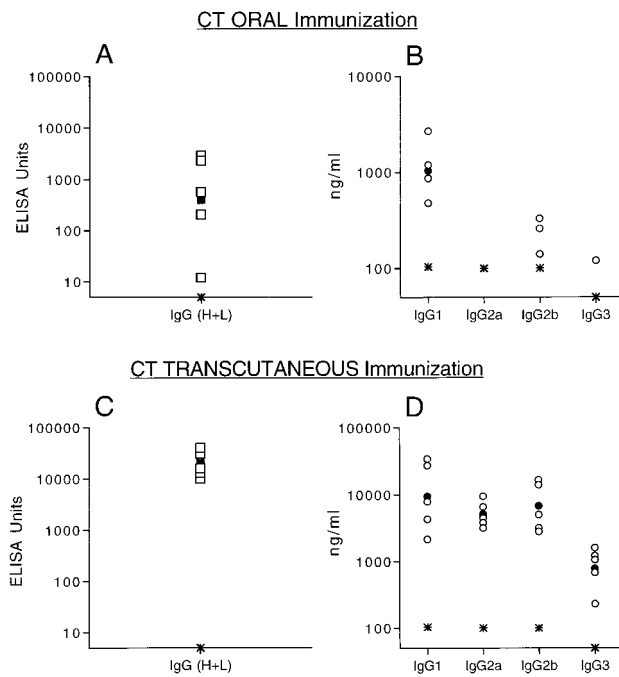 CT ORAL Immunization
A
ELISA Units
100000
10000
1000
100
10
IgG (H+L)
B
ng/ml
10000
1000
100
IgG1 IgG2a IgG2b IgG3
CT TRANSCUTANEOUS Immunization
C
ELISA Units
100000
10000
1000
100
10
IgG (H+L)
D
ng/ml
100000
10000
1000
100
IgG1 IgG2a IgG2b IgG3